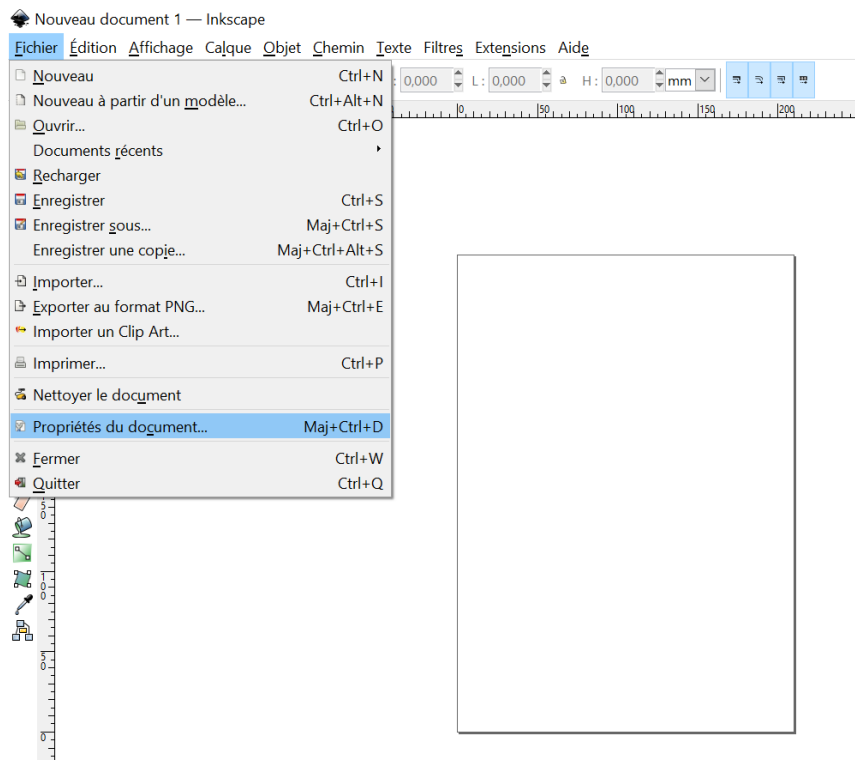 Nouveau document 1 — Inkscape
Fichier Édition Affichage Calque Objet Chemin Texte Filtres Extensions Aide
: 0,000 L : 0,000 H : 0,000 mm
0 50 100 150 200
Nouveau Ctrl+N
Nouveau à partir d'un modèle... Ctrl+Alt+N
Ouvrir... Ctrl+O
Documents récents
Recharger
Enregistrer Ctrl+S
Enregistrer sous... Maj+Ctrl+S
Enregistrer une copie... Maj+Ctrl+Alt+S
Importer... Ctrl+I
Exporter au format PNG... Maj+Ctrl+E
Importer un Clip Art...
Imprimer... Ctrl+P
Nettoyer le document
Propriétés du document... Maj+Ctrl+D
Fermer Ctrl+W
Quitter Ctrl+Q
50
100
50
0